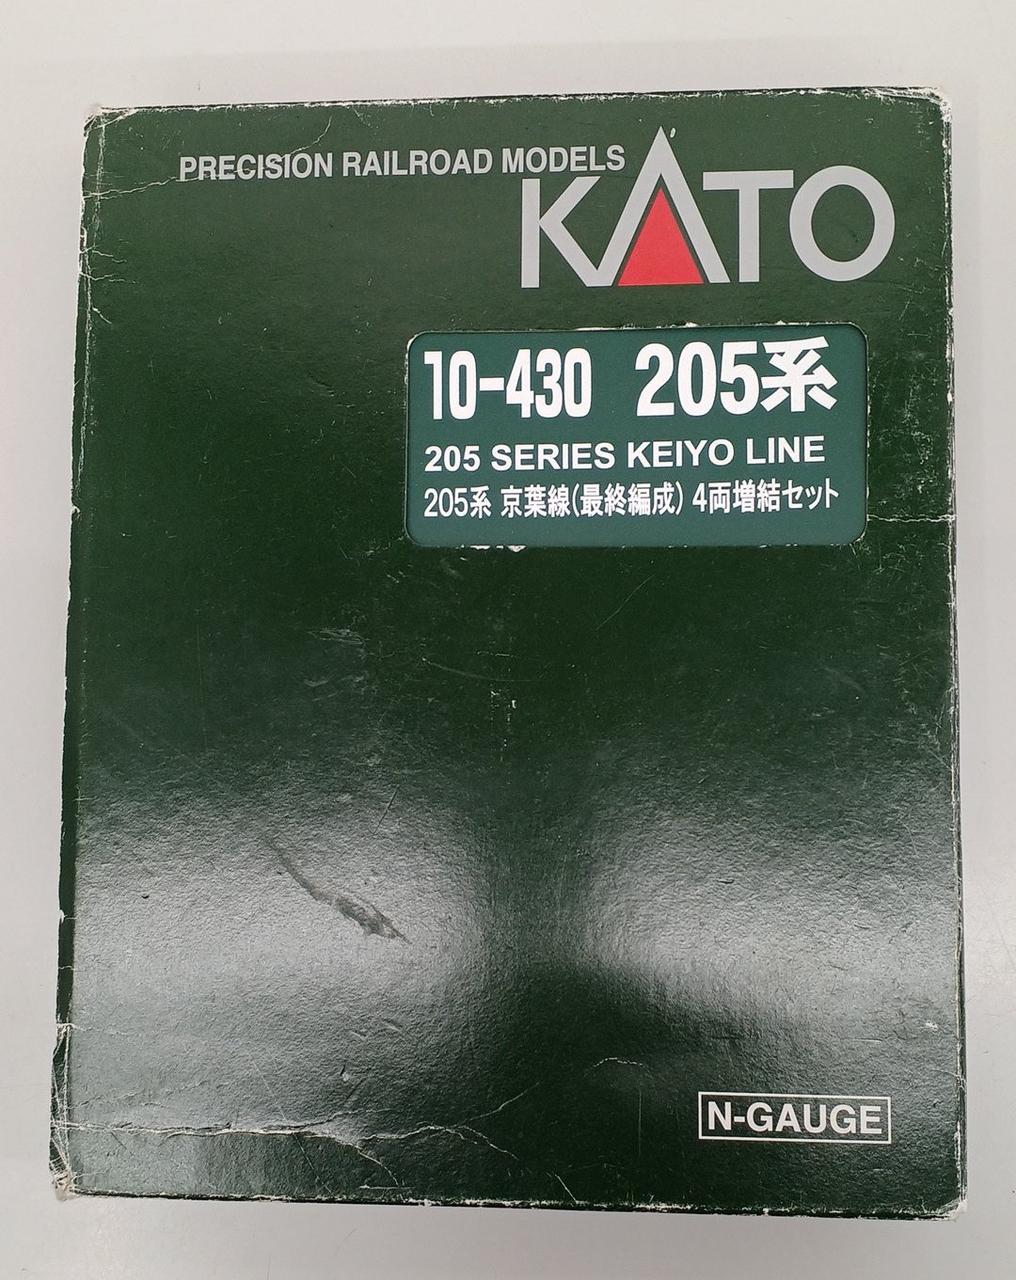 PRECISION RAILROAD MODELS
KATO
10-430 205系
205 SERIES KEIYO LINE
205系 京葉線(最終編成) 4両増結セット
N-GAUGE